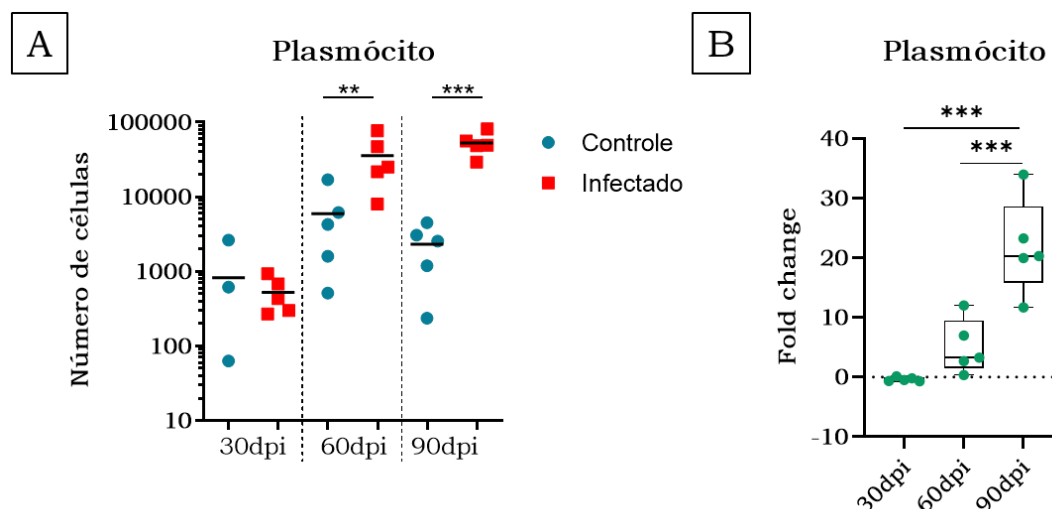 A
Plasmócito
** ***
Número de células
100000
10000
1000
100
10
30dpi 60dpi 90dpi
Controle
Infectado
B
Plasmócito
***
***
Fold change
40
30
20
10
0
-10
30dpi 60dpi 90dpi